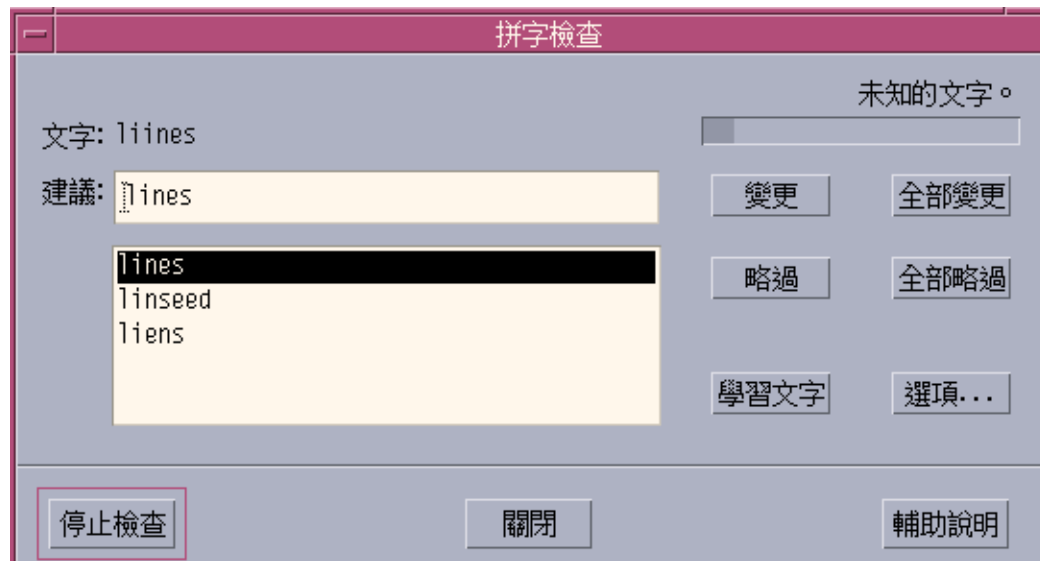 拼字檢查
未知的文字。
文字: liines
建議: lines
變更 全部變更
lines
linseed
liens
略過 全部略過
學習文字 選項...
停止檢查 關閉 輔助說明